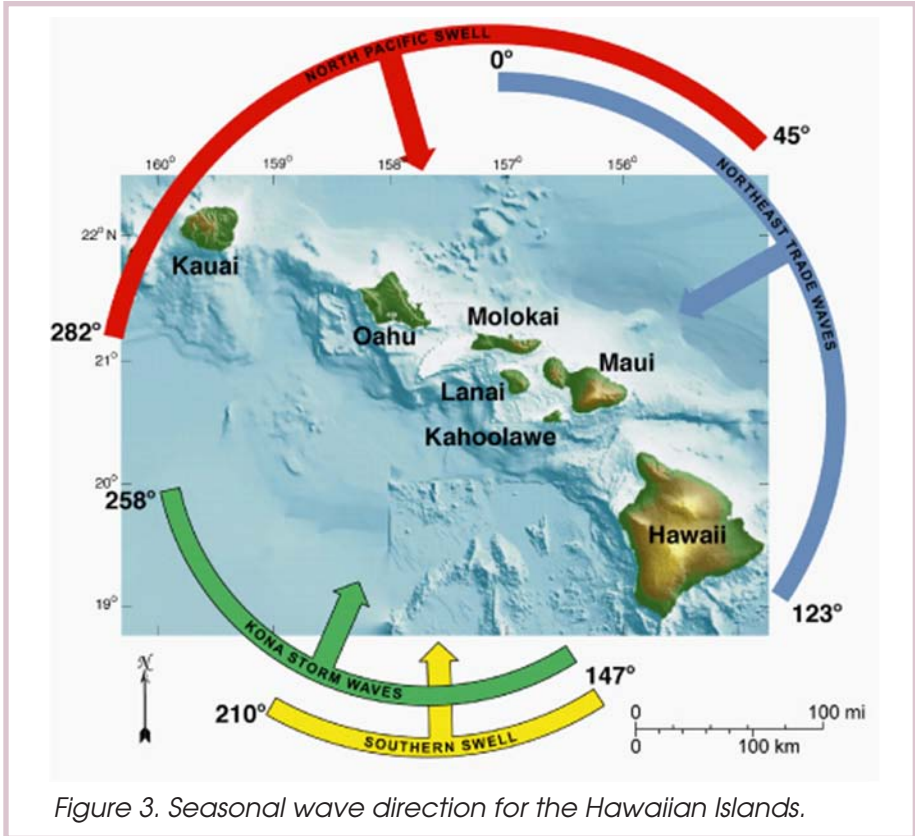 NORTH PACIFIC SWELL
0°
45°
160° 159° 158° 157° 156°
NORTHEAST TRADE WAVES
22° N
Kauai
282°
Oahu
Molokai
21°
Maui
Lanai
Kahoolawe
20°
258°
Hawaii
19°
123°
KONA STORM WAVES
N
147°
210°
SOUTHERN SWELL
0 100 mi
0 100 km
Figure 3. Seasonal wave direction for the Hawaiian Islands.